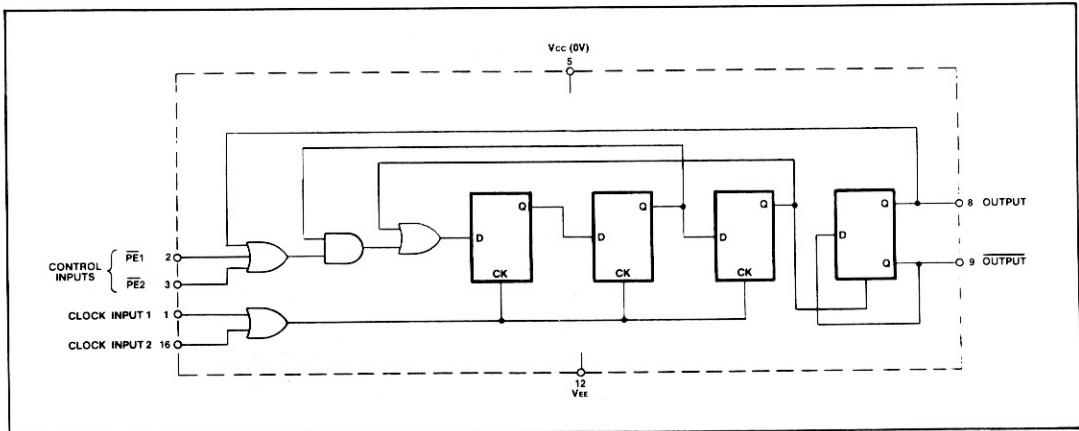 VCC (0V)
5
Q
Q
Q
Q
8 OUTPUT
D
D
D
D
CONTROL INPUTS
PE1 2
PE2 3
CK
CK
CK
Q
9 OUTPUT
CLOCK INPUT 1 1
CLOCK INPUT 2 16
12
VEE